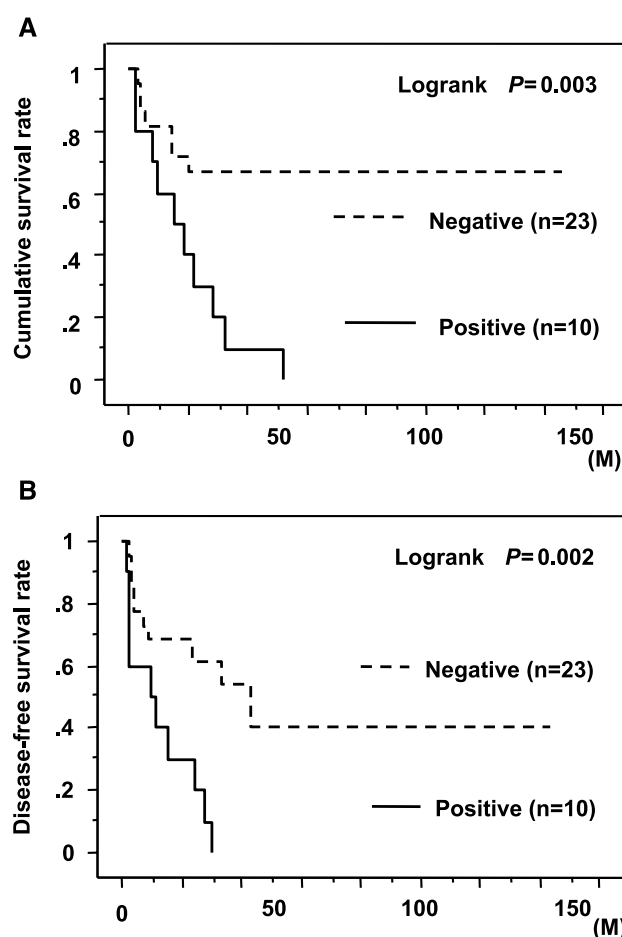 A
Cumulative survival rate
1
.8
.6
.4
.2
0
Logrank P=0.003
Negative (n=23)
Positive (n=10)
0 50 100 150
(M)
B
Disease-free survival rate
1
.8
.6
.4
.2
0
Logrank P=0.002
Negative (n=23)
Positive (n=10)
0 50 100 150
(M)